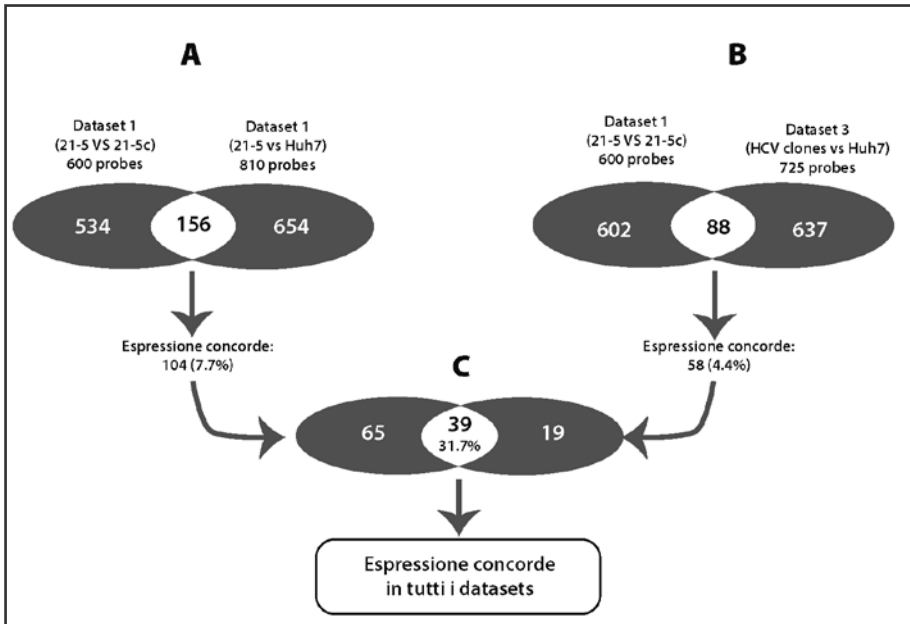 A
B
Dataset 1
(21-5 VS 21-5c)
600 probes
Dataset 1
(21-5 vs Huh7)
810 probes
Dataset 1
(21-5 VS 21-5c)
600 probes
Dataset 3
(HCV clones vs Huh7)
725 probes
534
156
654
602
88
637
Espressione concorde:
104 (7.7%)
Espressione concorde:
58 (4.4%)
C
65
39
31.7%
19
Espressione concorde
in tutti i datasets